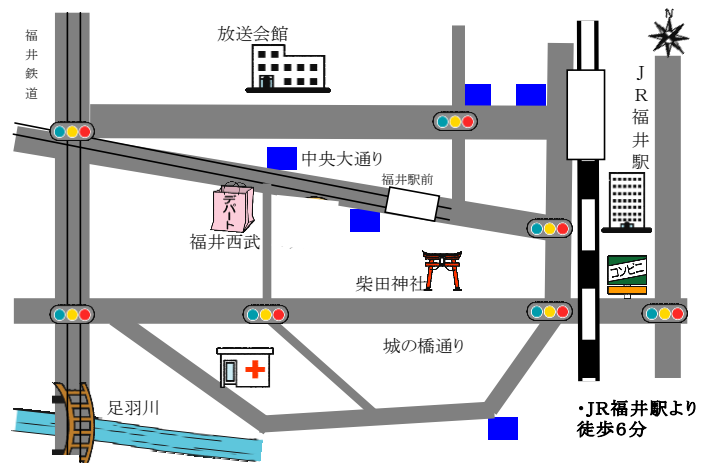 放送会館
福井鉄道
N
JR福井駅
中央大通り
福井駅前
デパート
福井西武
柴田神社
コンビニ
城の橋通り
足羽川
・JR福井駅より
徒歩6分